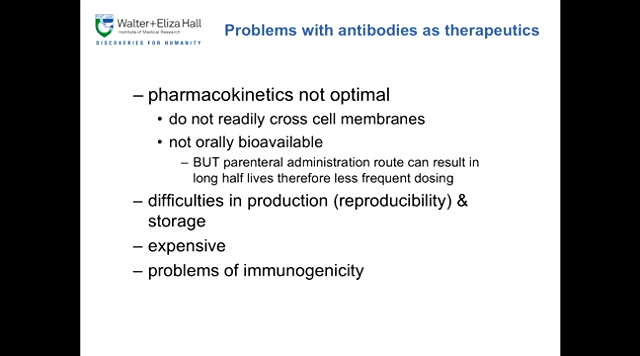 Walter+Eliza Hall
Institute of Medical Research
DISCOVERIES FOR HUMANITY
Problems with antibodies as therapeutics
– pharmacokinetics not optimal
• do not readily cross cell membranes
• not orally bioavailable
– BUT parenteral administration route can result in
long half lives therefore less frequent dosing
– difficulties in production (reproducibility) &
storage
– expensive
– problems of immunogenicity